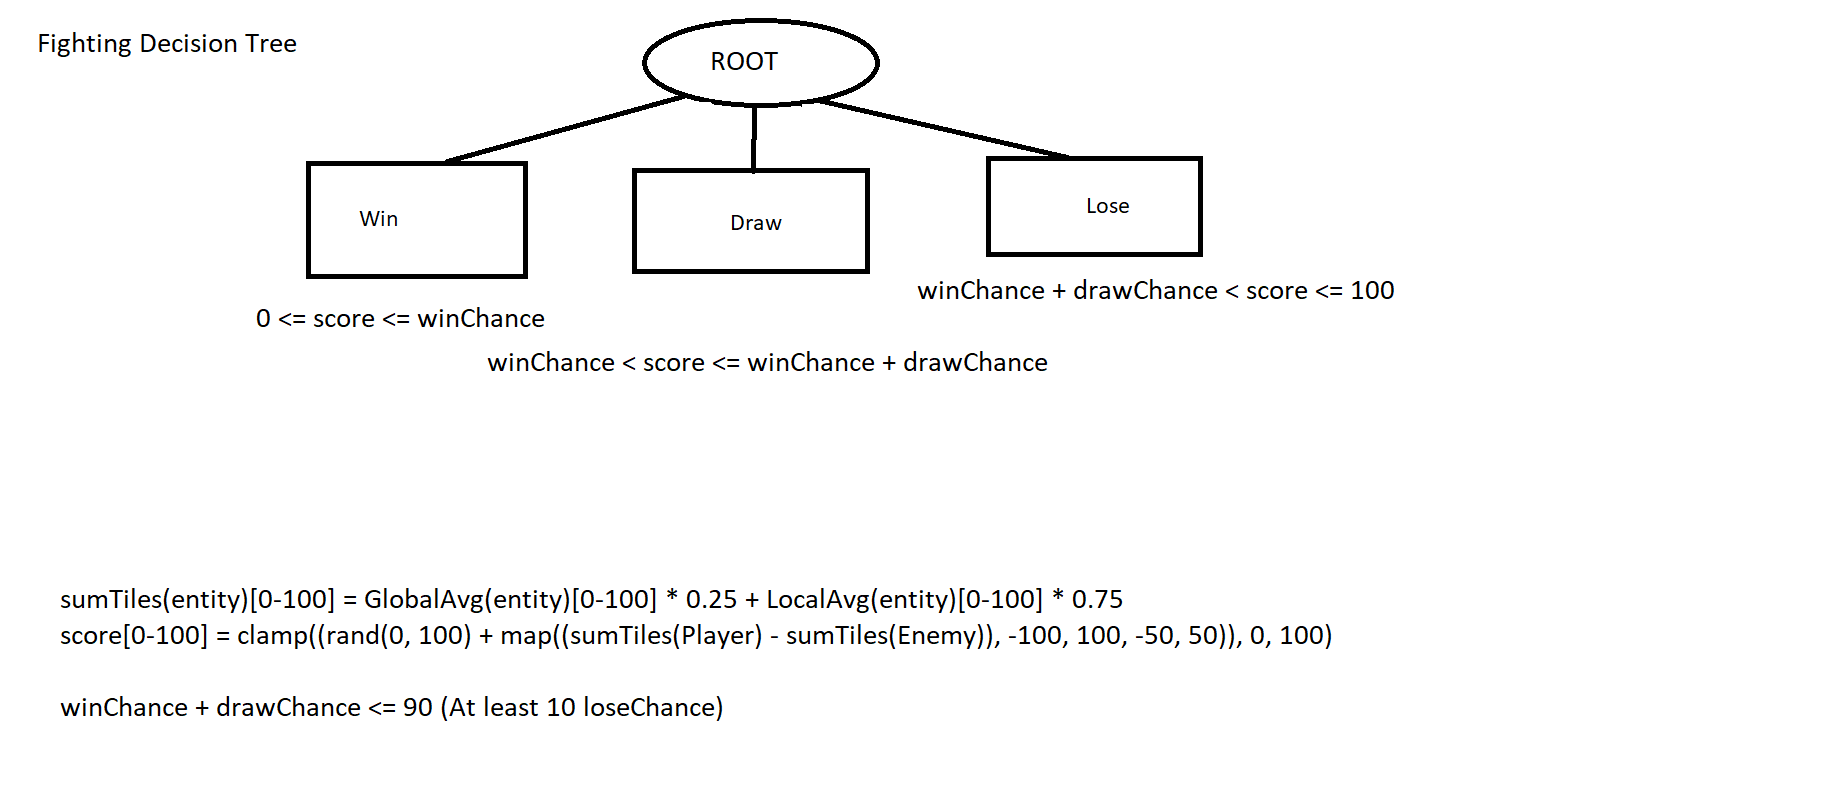 Fighting Decision Tree
ROOT
Win
Draw
Lose
0 <= score <= winChance
winChance < score <= winChance + drawChance
winChance + drawChance < score <= 100
sumTiles(entity)[0-100] = GlobalAvg(entity)[0-100] * 0.25 + LocalAvg(entity)[0-100] * 0.75
score[0-100] = clamp((rand(0, 100) + map((sumTiles(Player) - sumTiles(Enemy)), -100, 100, -50, 50)), 0, 100)
winChance + drawChance <= 90 (At least 10 loseChance)